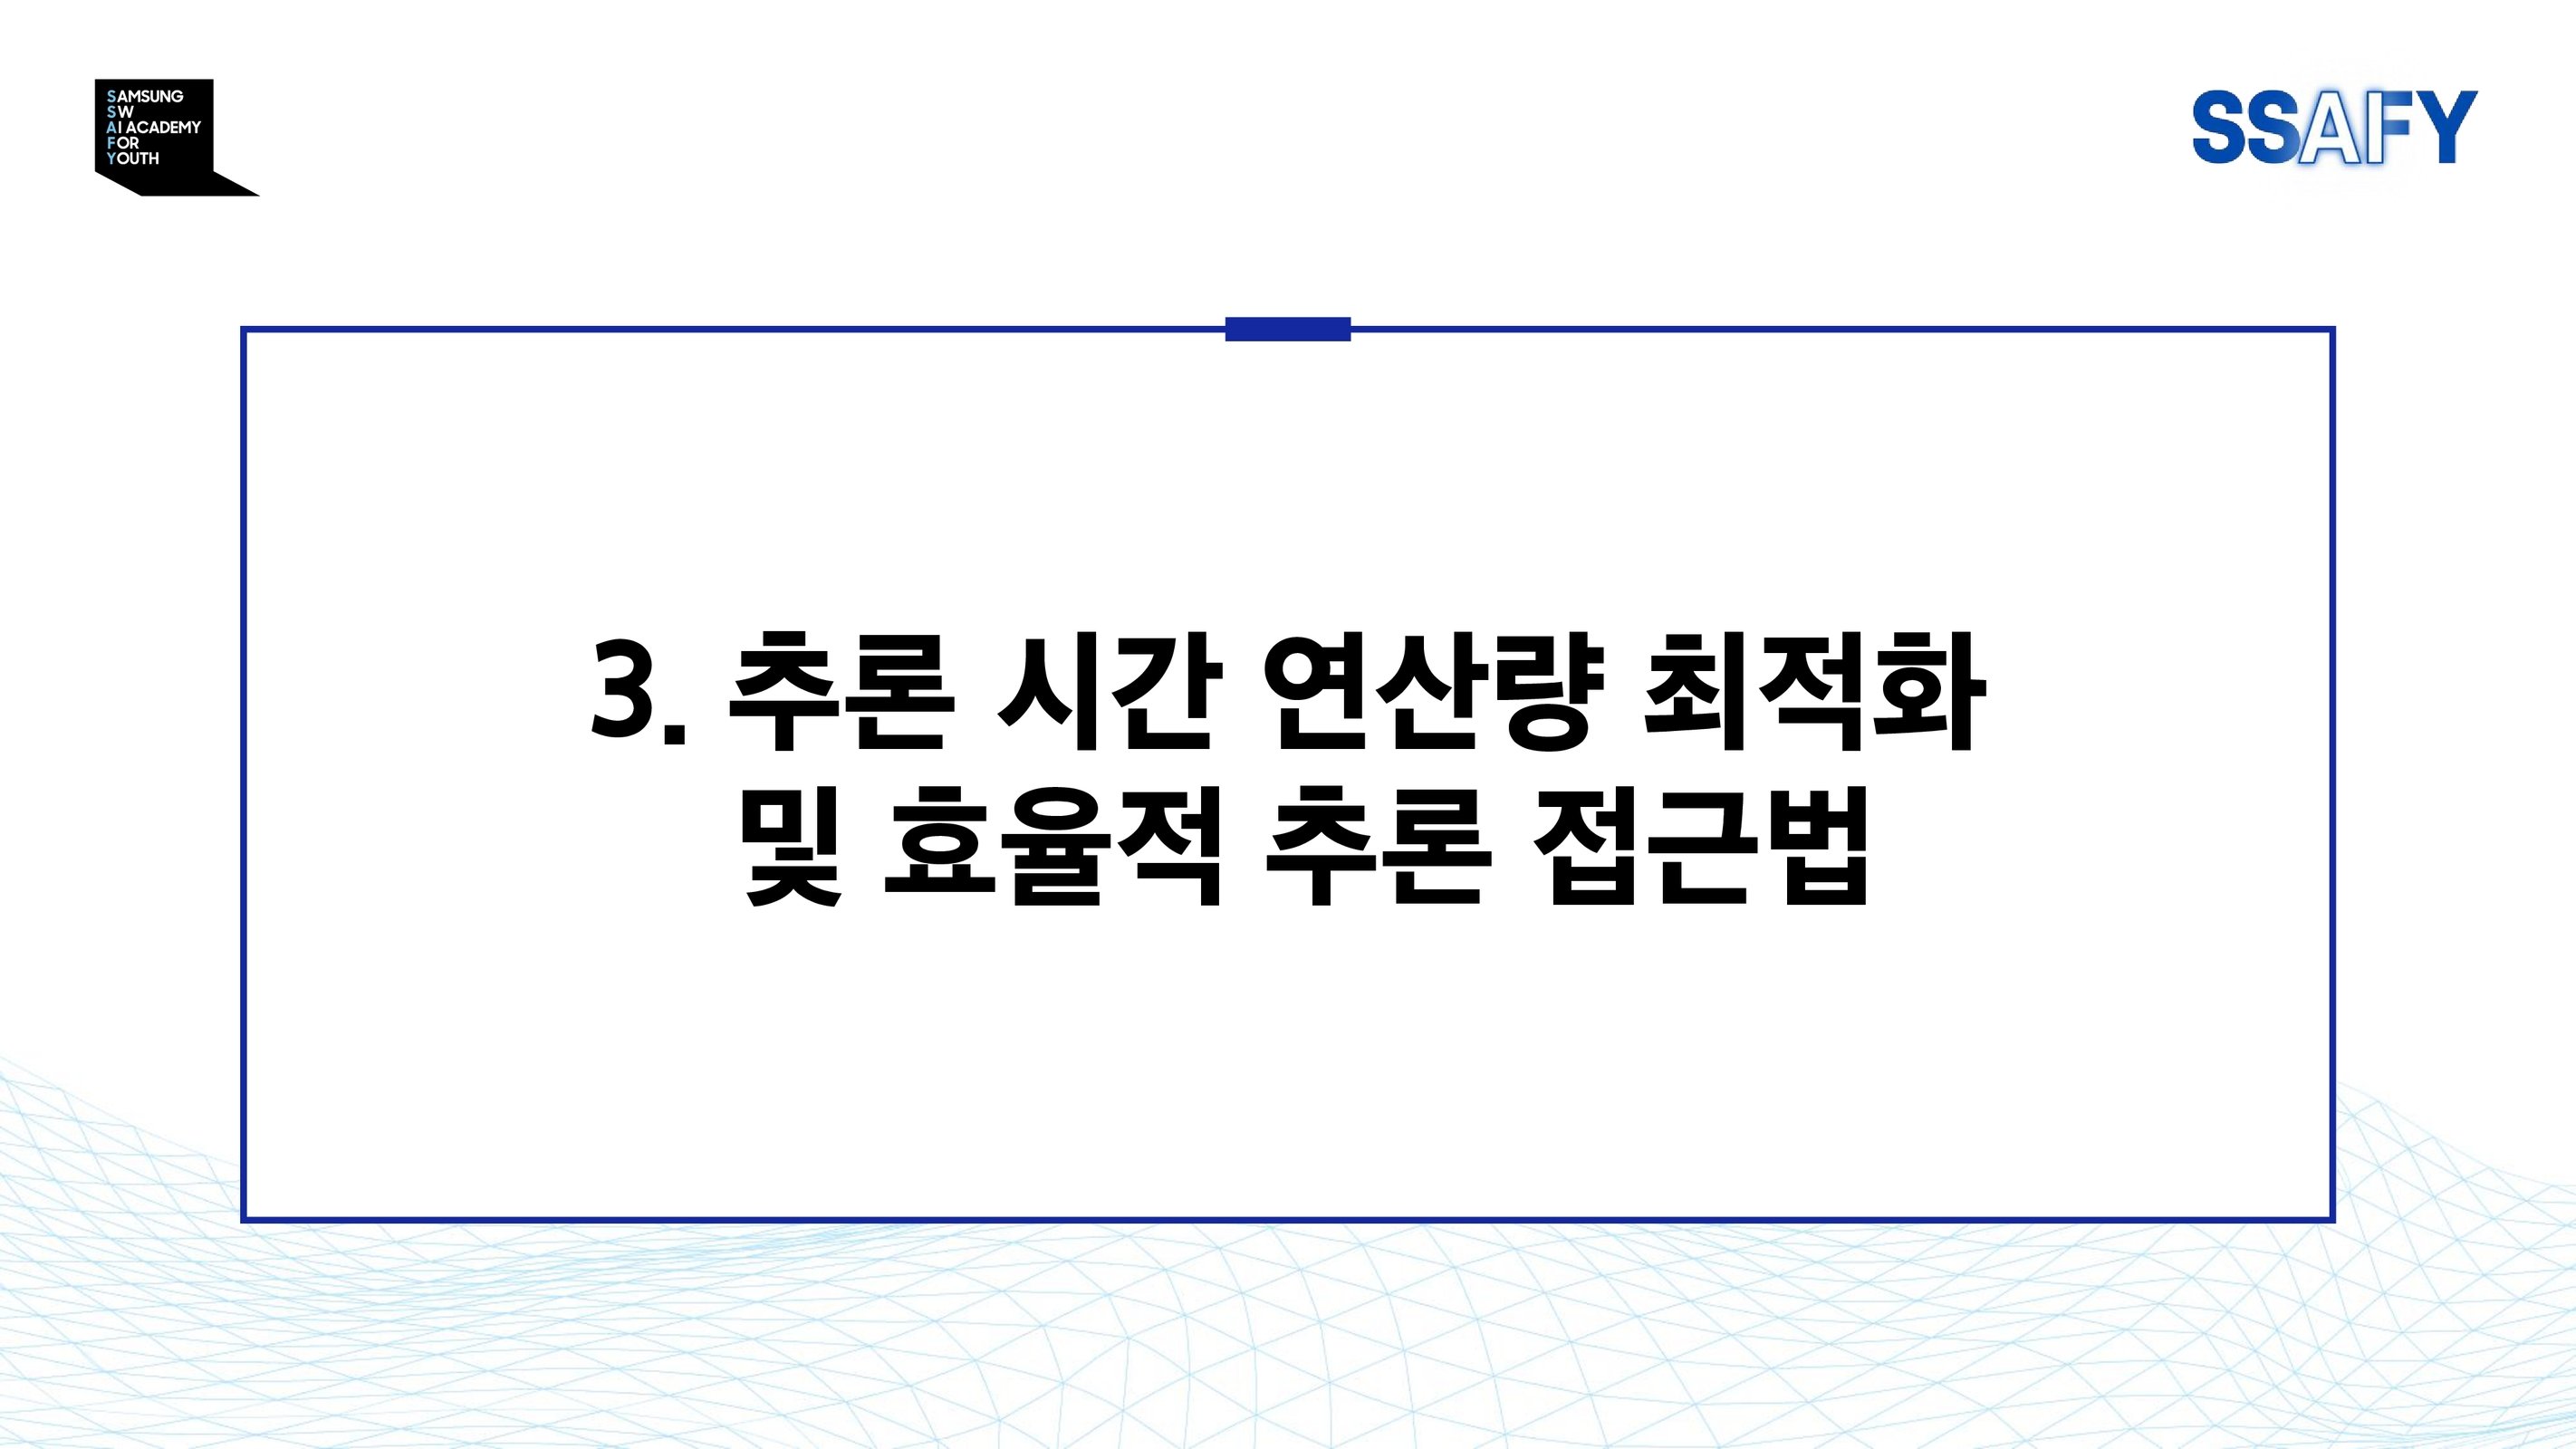 SAMSUNG
SW
AI ACADEMY
FOR
YOUTH
SSAFY
3. 추론 시간 연산량 최적화
및 효율적 추론 접근법